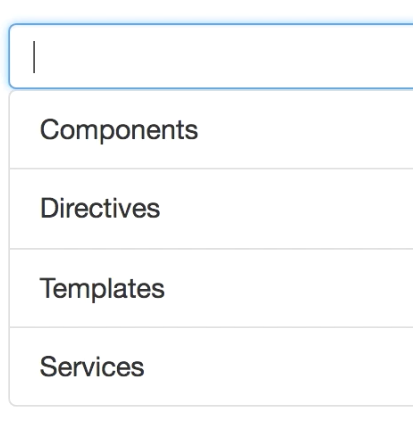 Components
Directives
Templates
Services